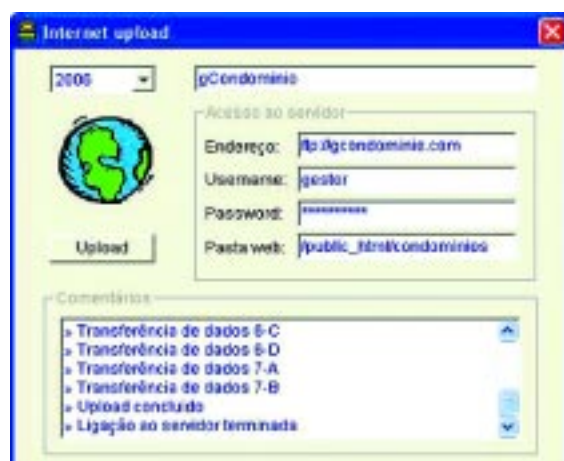 Internet upload
2006
gCondominio
Acesso ao servidor
Endereço: ftp://gcondominio.com
Username: gestor
Password: **********
Upload
Pasta web: /public_html/condominios
Comentários
» Transferência de dados 6-C
» Transferência de dados 6-D
» Transferência de dados 7-A
» Transferência de dados 7-B
» Upload concluido
» Ligação ao servidor terminada